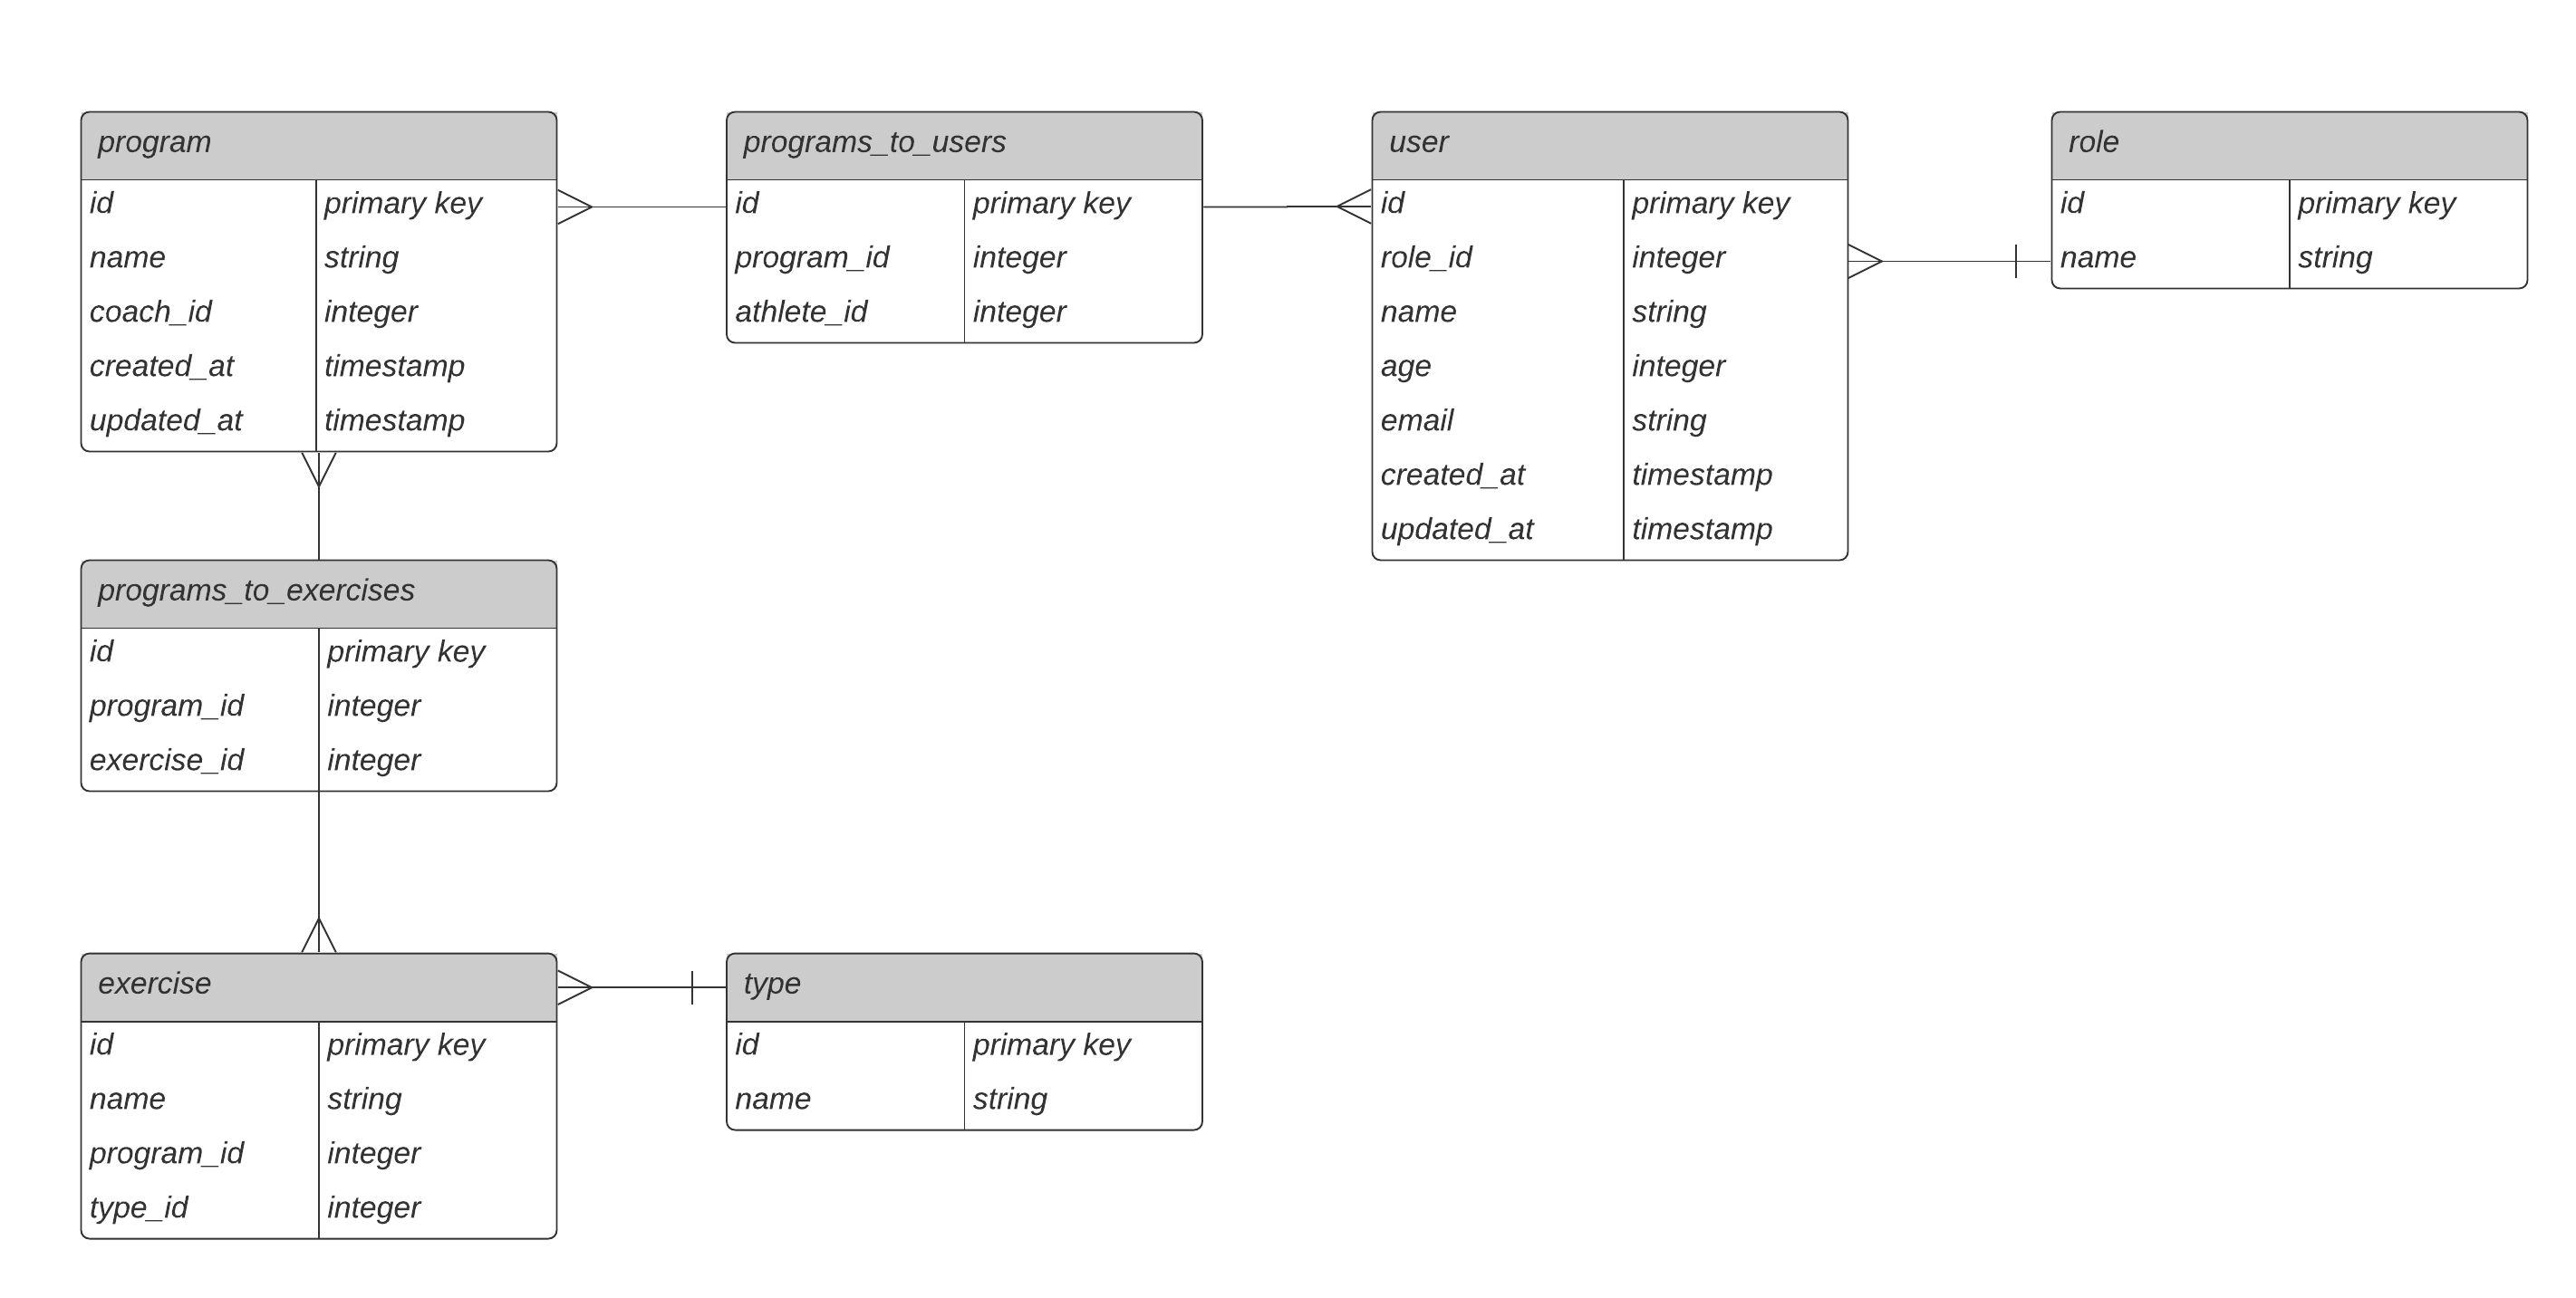 program
id primary key
name string
coach_id integer
created_at timestamp
updated_at timestamp
programs_to_users
id primary key
program_id integer
athlete_id integer
user
id primary key
role_id integer
name string
age integer
email string
created_at timestamp
updated_at timestamp
role
id primary key
name string
programs_to_exercises
id primary key
program_id integer
exercise_id integer
exercise
id primary key
name string
program_id integer
type_id integer
type
id primary key
name string